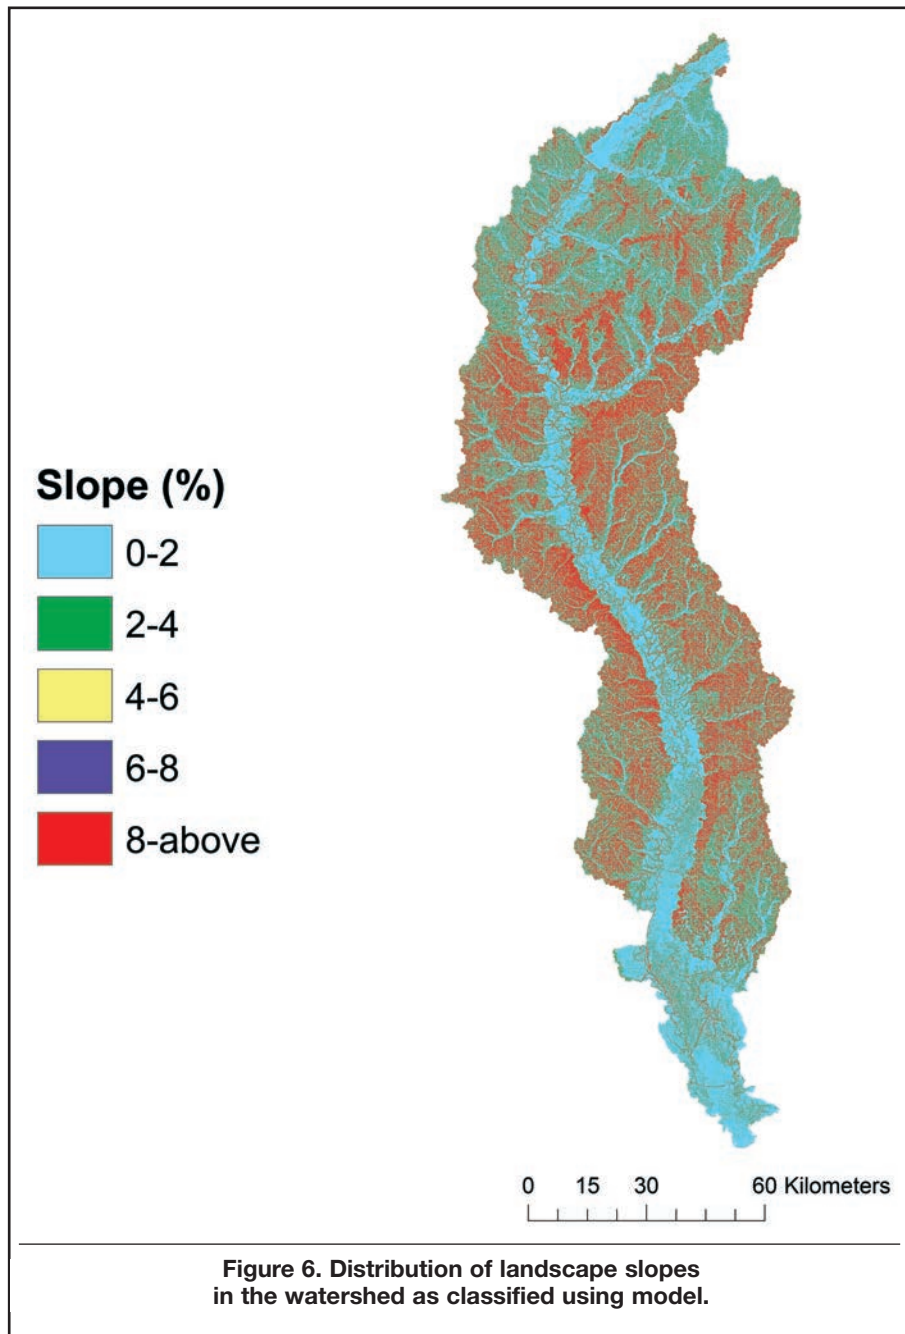 Slope (%)
0-2
2-4
4-6
6-8
8-above
0 15 30 60 Kilometers
Figure 6. Distribution of landscape slopes
in the watershed as classified using model.